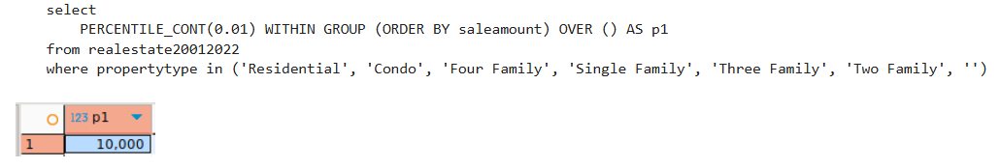 select
PERCENTILE_CONT(0.01) WITHIN GROUP (ORDER BY saleamount) OVER () AS p1
from realestate20012022
where propertytype in ('Residential', 'Condo', 'Four Family', 'Single Family', 'Three Family', 'Two Family', '')
123 p1
1 10,000